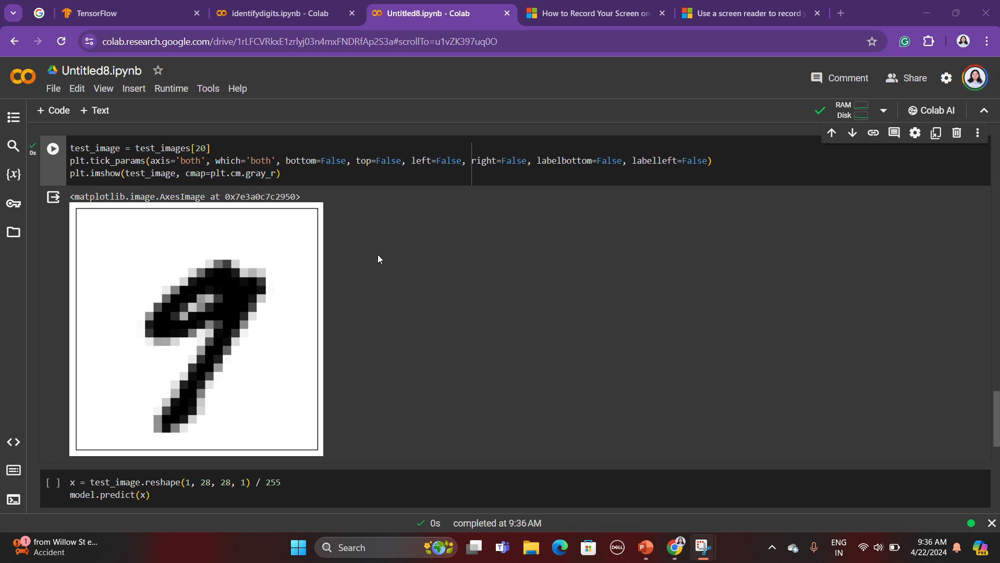 TensorFlow
identifydigits.ipynb - Colab
Untitled8.ipynb - Colab
How to Record Your Screen on
Use a screen reader to record y
colab.research.google.com/drive/1rLFCVRkxE1zrlyj03n4mxFNDRfAp2S3a#scrollTo=u1vZK397uq0O
Untitled8.ipynb
Comment
Share
File Edit View Insert Runtime Tools Help
+ Code + Text
RAM
Disk
Colab AI
0s
test_image = test_images[20]
plt.tick_params(axis='both', which='both', bottom=False, top=False, left=False, right=False, labelbottom=False, labelleft=False)
plt.imshow(test_image, cmap=plt.cm.gray_r)
{x}
<matplotlib.image.AxesImage at 0x7e3a0c7c2950>
9
[ ] x = test_image.reshape(1, 28, 28, 1) / 255
model.predict(x)
0s completed at 9:36 AM
1
from Willow St e...
Accident
Search
DELL
ENG
IN
9:36 AM
4/22/2024
PRE